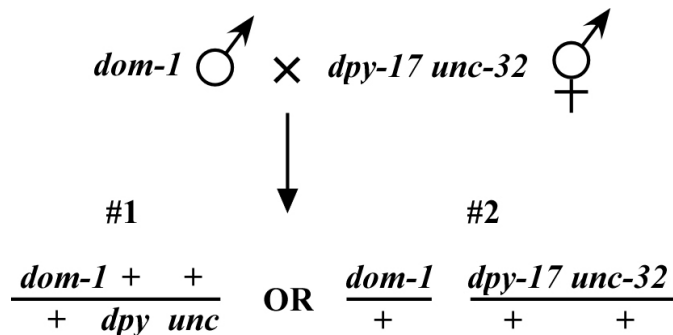 dom-1 × dpy-17 unc-32
#1 #2
dom-1 + + OR dom-1 dpy-17 unc-32
+ dpy unc + + +